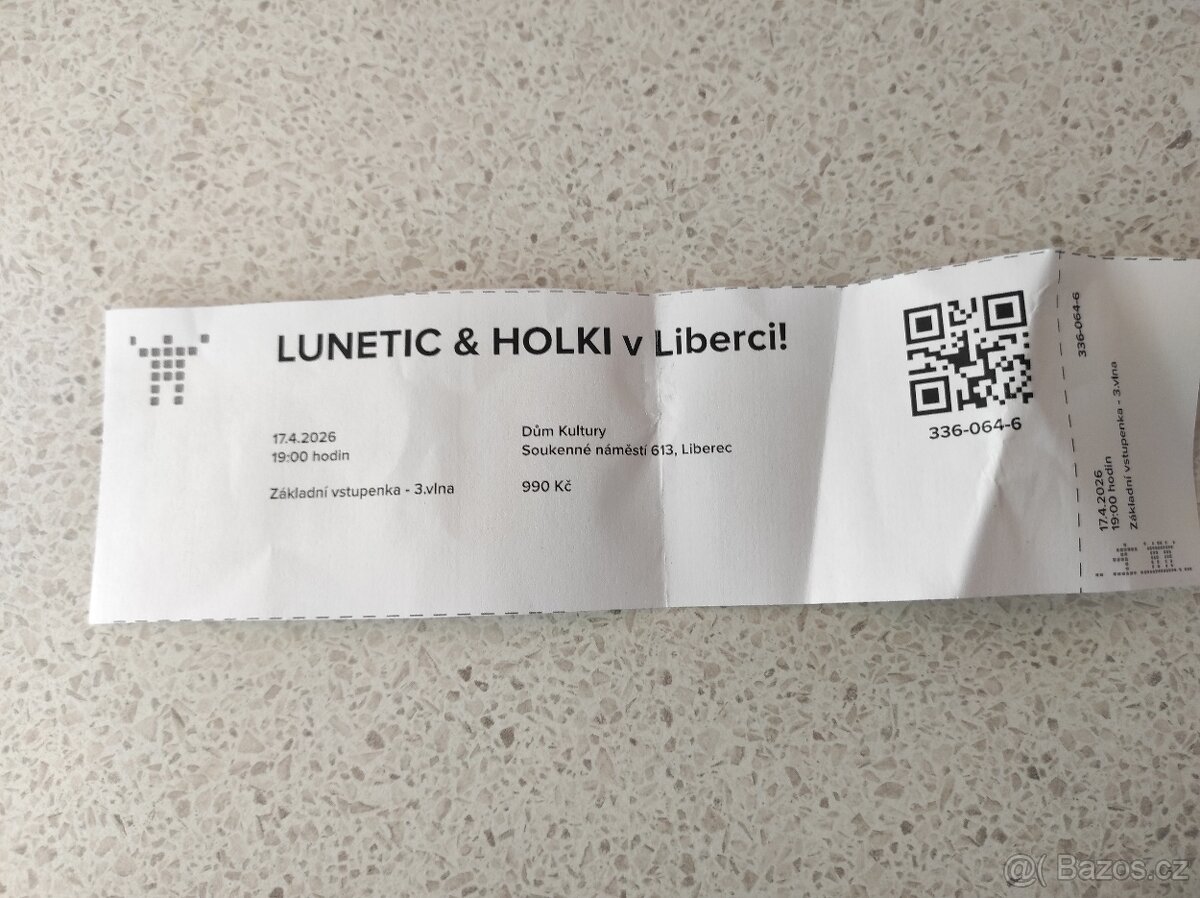 LUNETIC & HOLKI v Liberci!
17.4.2026
19:00 hodin
Základní vstupenka - 3.vlna
Dům Kultury
Soukenné náměstí 613, Liberec
990 Kč
336-064-6
336-064-6
17.4.2026
19:00 hodin
Základní vstupenka - 3.vlna
@( Bazos.cz